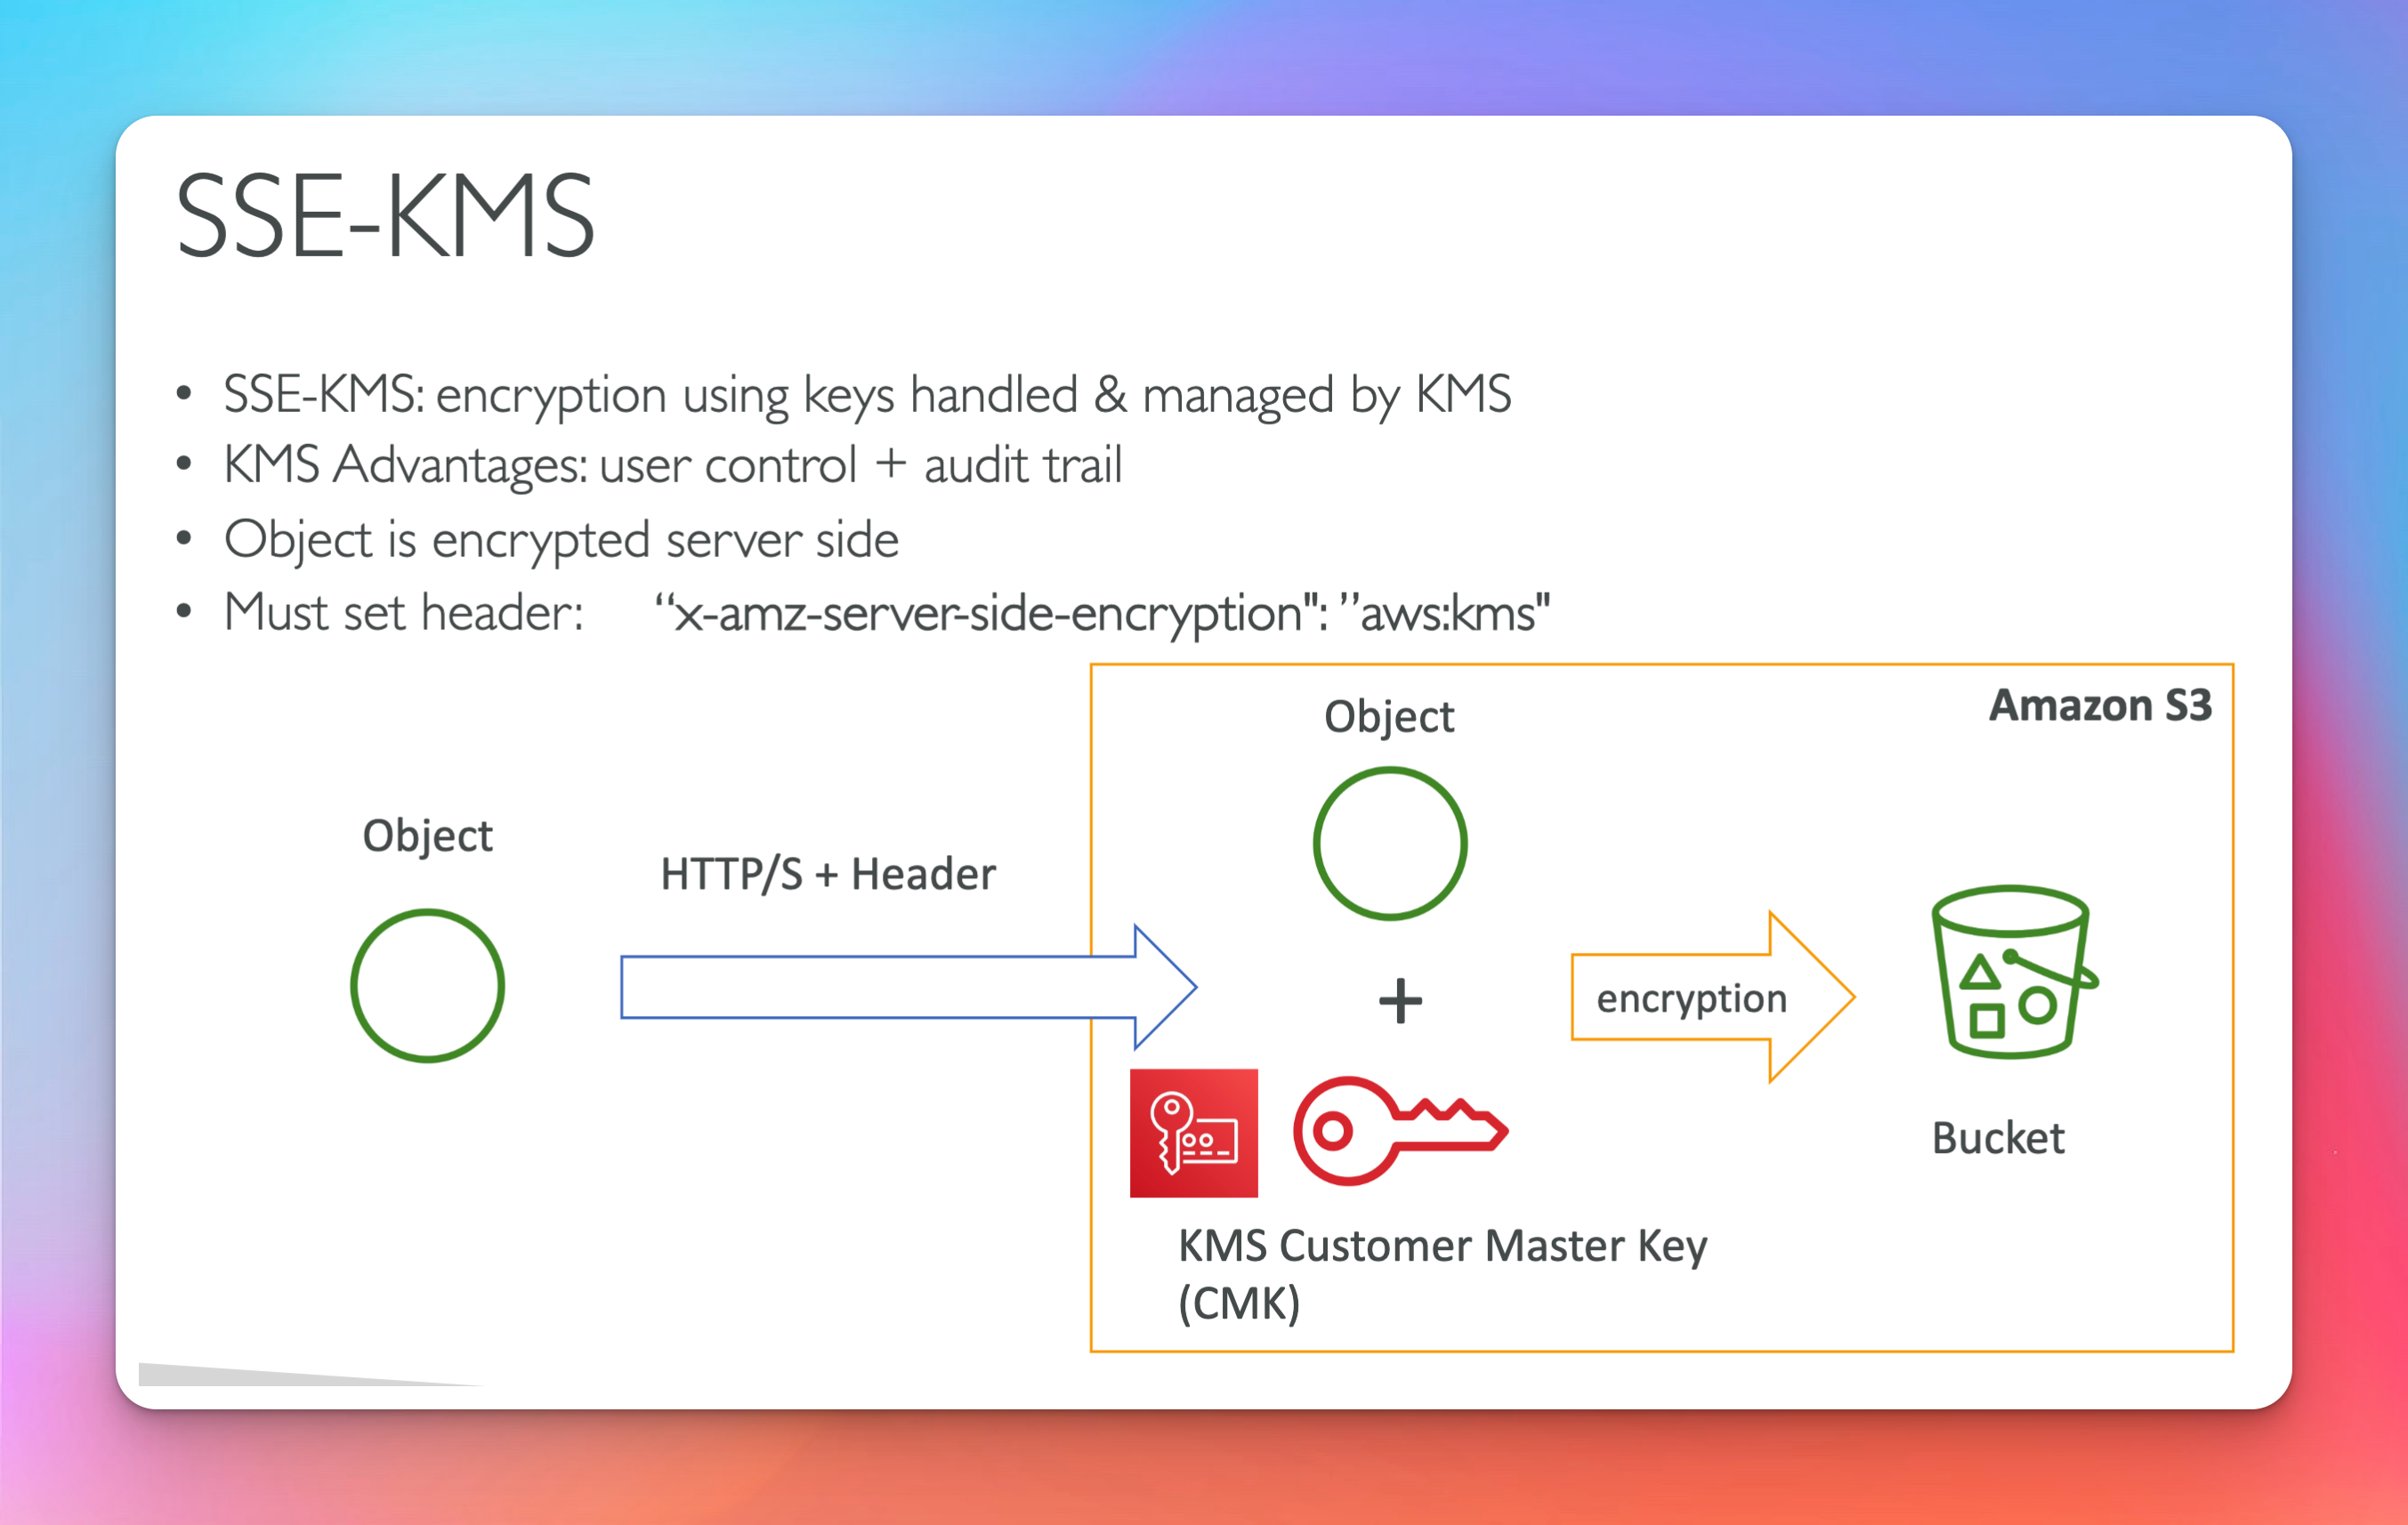 SSE-KMS
• SSE-KMS: encryption using keys handled & managed by KMS
• KMS Advantages: user control + audit trail
• Object is encrypted server side
• Must set header: “x-amz-server-side-encryption": ”aws:kms"
Amazon S3
Object
Object
HTTP/S + Header
+
encryption
Bucket
KMS Customer Master Key
(CMK)